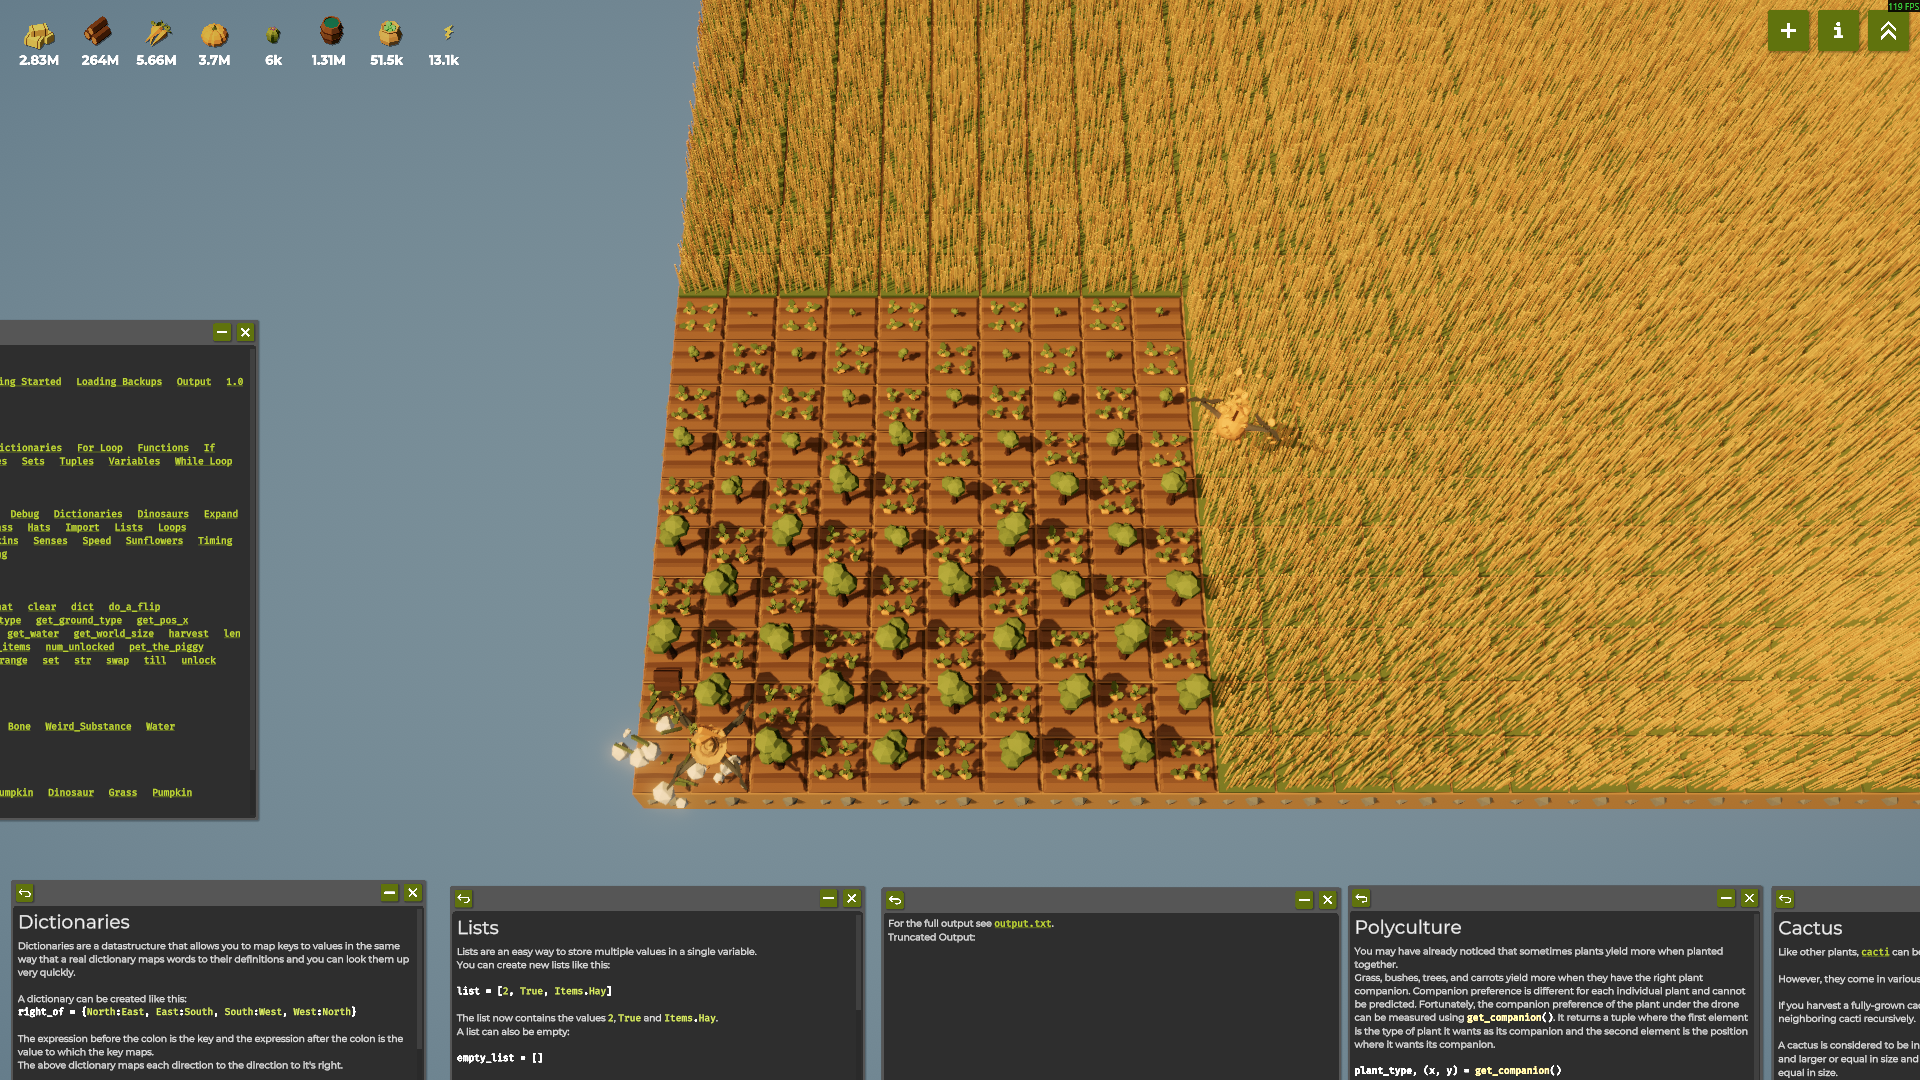 119 FPS
2.83M 264M 5.66M 3.7M 6k 1.31M 51.5k 13.1k
ing Started Loading Backups Output 1.0
ictionaries For Loop Functions If
s Sets Tuples Variables While Loop
Debug Dictionaries Dinosaurs Expand
ss Hats Import Lists Loops
ins Senses Speed Sunflowers Timing
g
at clear dict do_a_flip
type get_ground_type get_pos_x
get_water get_world_size harvest len
_items num_unlocked pet_the_piggy
range set str swap till unlock
Bone Weird_Substance Water
umpkin Dinosaur Grass Pumpkin
Dictionaries
Dictionaries are a datastructure that allows you to map keys to values in the same
way that a real dictionary maps words to their definitions and you can look them up
very quickly.
A dictionary can be created like this:
right_of = {North:East, East:South, South:West, West:North}
The expression before the colon is the key and the expression after the colon is the
value to which the key maps.
The above dictionary maps each direction to the direction to it's right.
Lists
Lists are an easy way to store multiple values in a single variable.
You can create new lists like this:
list = [2, True, Items.Hay]
The list now contains the values 2, True and Items.Hay.
A list can also be empty:
empty_list = []
For the full output see output.txt.
Truncated Output:
Polyculture
You may have already noticed that sometimes plants yield more when planted
together.
Grass, bushes, trees, and carrots yield more when they have the right plant
companion. Companion preference is different for each individual plant and cannot
be predicted. Fortunately, the companion preference of the plant under the drone
can be measured using get_companion(). It returns a tuple where the first element
is the type of plant it wants as its companion and the second element is the position
where it wants its companion.
plant_type, (x, y) = get_companion()
Cactus
Like other plants, cacti can be
However, they come in various
If you harvest a fully-grown ca
neighboring cacti recursively.
A cactus is considered to be in
and larger or equal in size and
equal in size.